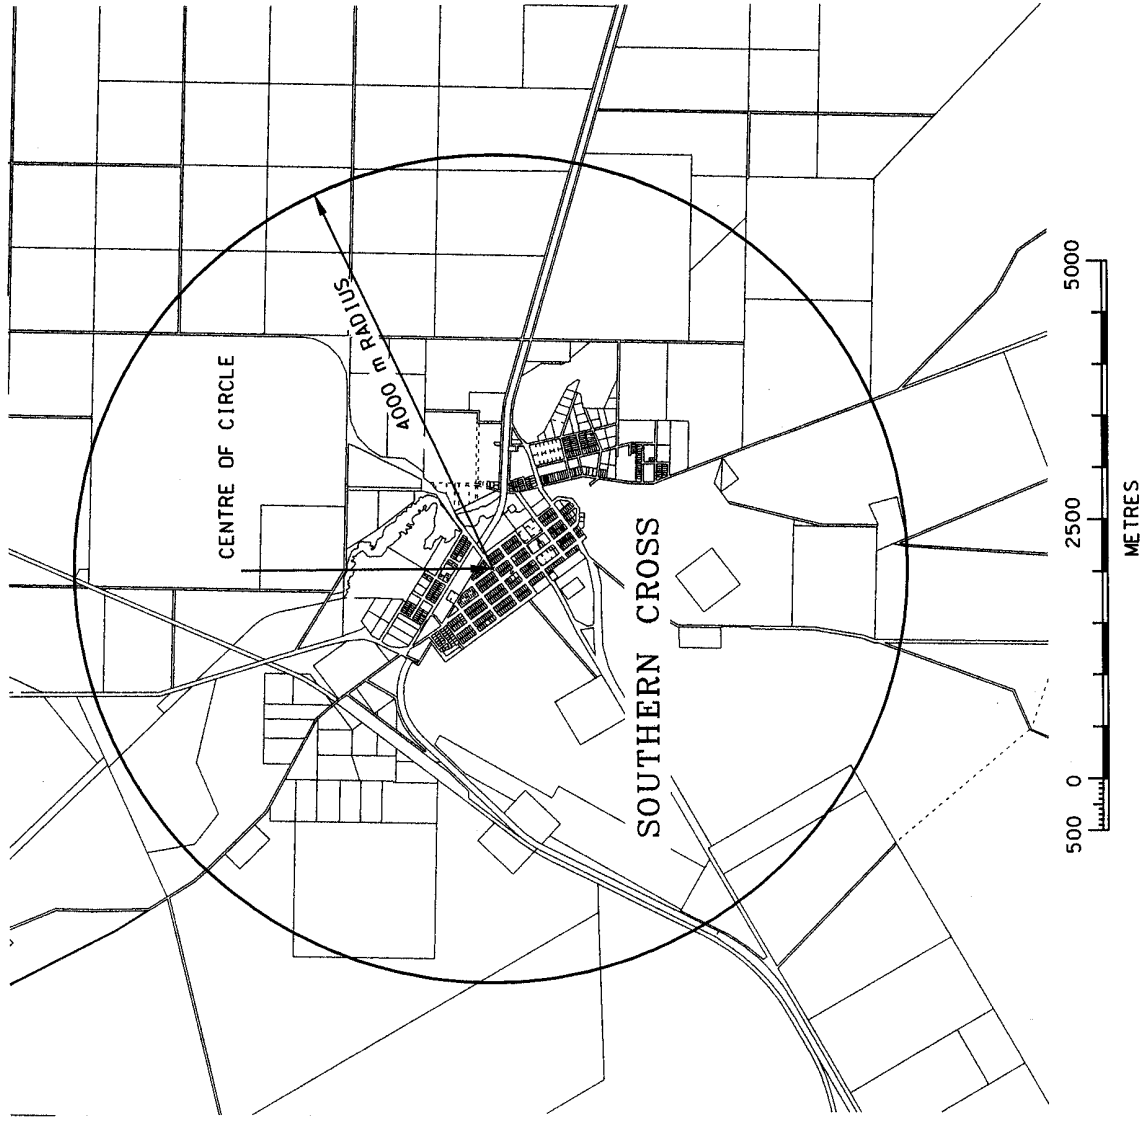 CENTRE OF CIRCLE
4000 m RADIUS
SOUTHERN CROSS
500 0 2500 5000
METRES